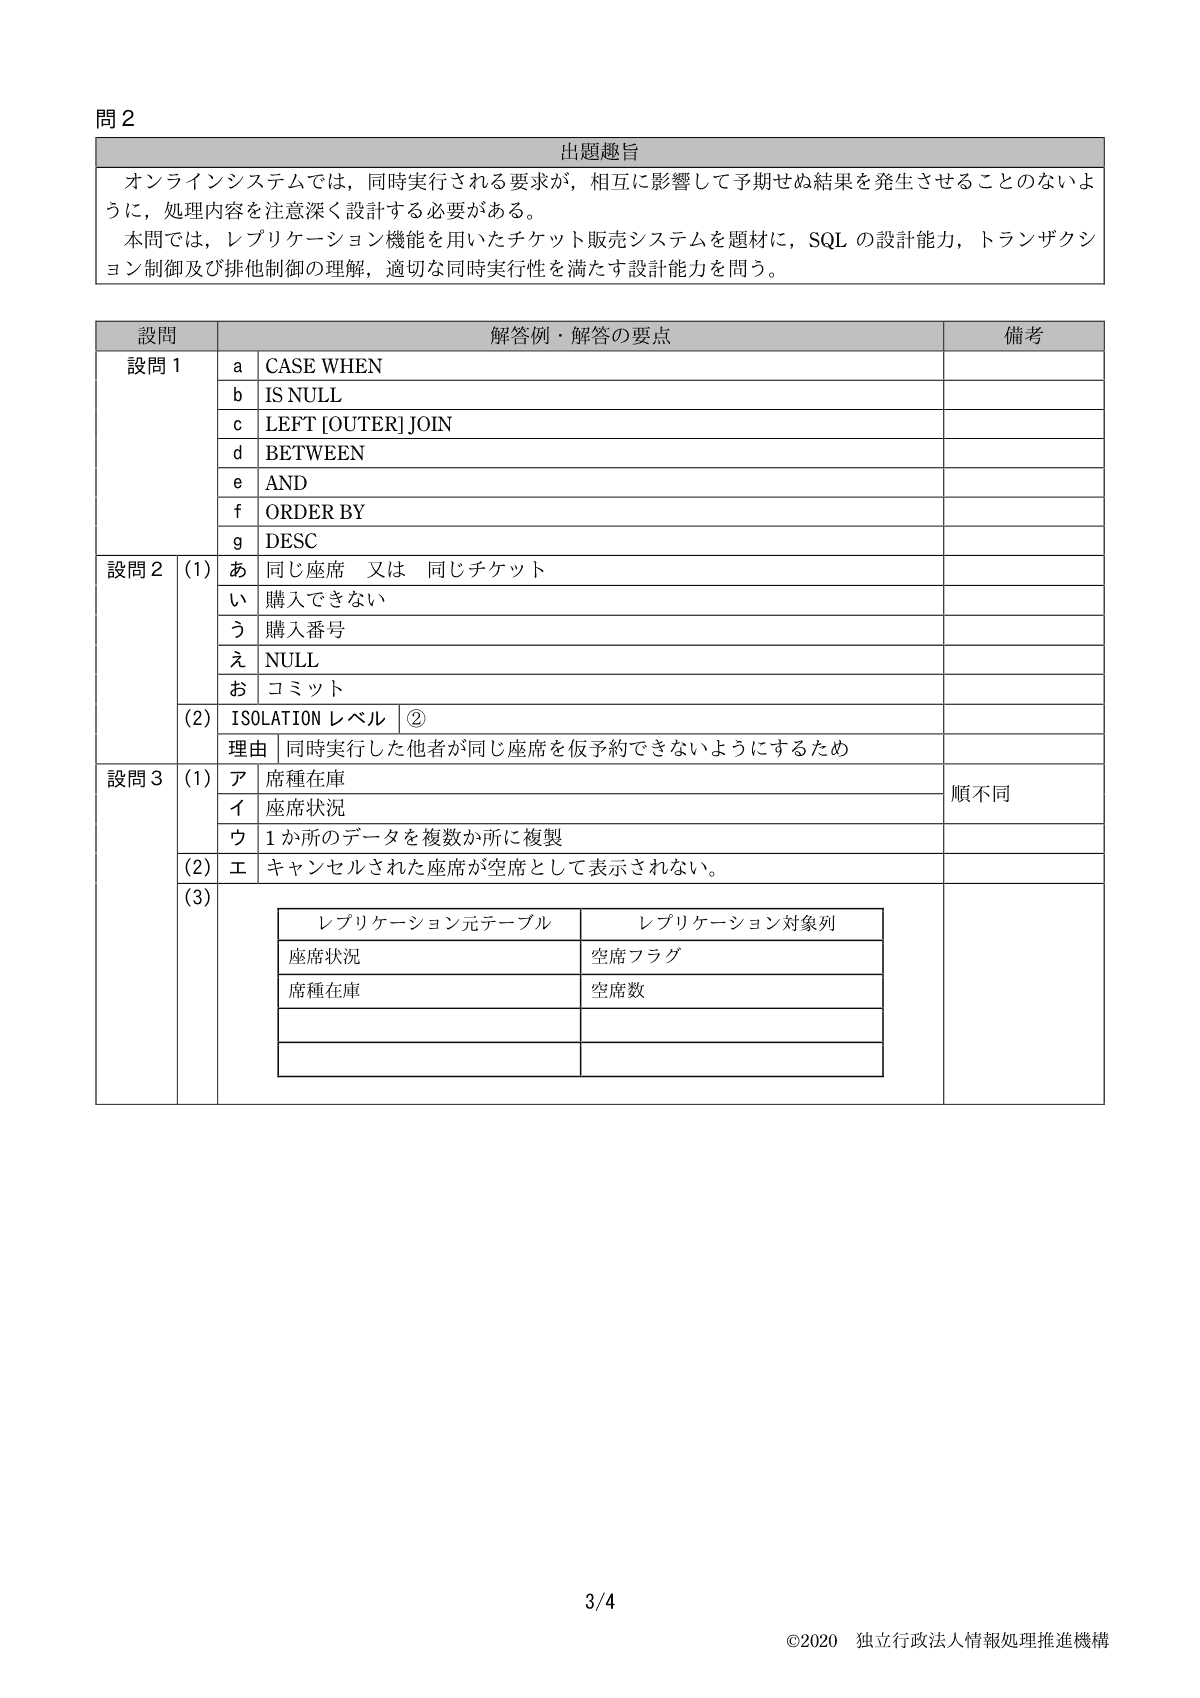 問２
出題趣旨
オンラインシステムでは，同時実行される要求が，相互に影響して予期せぬ結果を発生させることのないよ
うに，処理内容を注意深く設計する必要がある。
本問では，レプリケーション機能を用いたチケット販売システムを題材に，SQL の設計能力，トランザクシ
ョン制御及び排他制御の理解，適切な同時実行性を満たす設計能力を問う。
設問 解答例・解答の要点 備考
設問１ a CASE WHEN
b IS NULL
c LEFT [OUTER] JOIN
d BETWEEN
e AND
f ORDER BY
g DESC
設問２ (1) あ 同じ座席　又は　同じチケット
い 購入できない
う 購入番号
え NULL
お コミット
(2) ISOLATION レベル ②
理由 同時実行した他者が同じ座席を仮予約できないようにするため
設問３ (1) ア 席種在庫 順不同
イ 座席状況
ウ 1 か所のデータを複数か所に複製
(2) エ キャンセルされた座席が空席として表示されない。
(3)
レプリケーション元テーブル レプリケーション対象列
座席状況 空席フラグ
席種在庫 空席数
3/4
©2020　独立行政法人情報処理推進機構